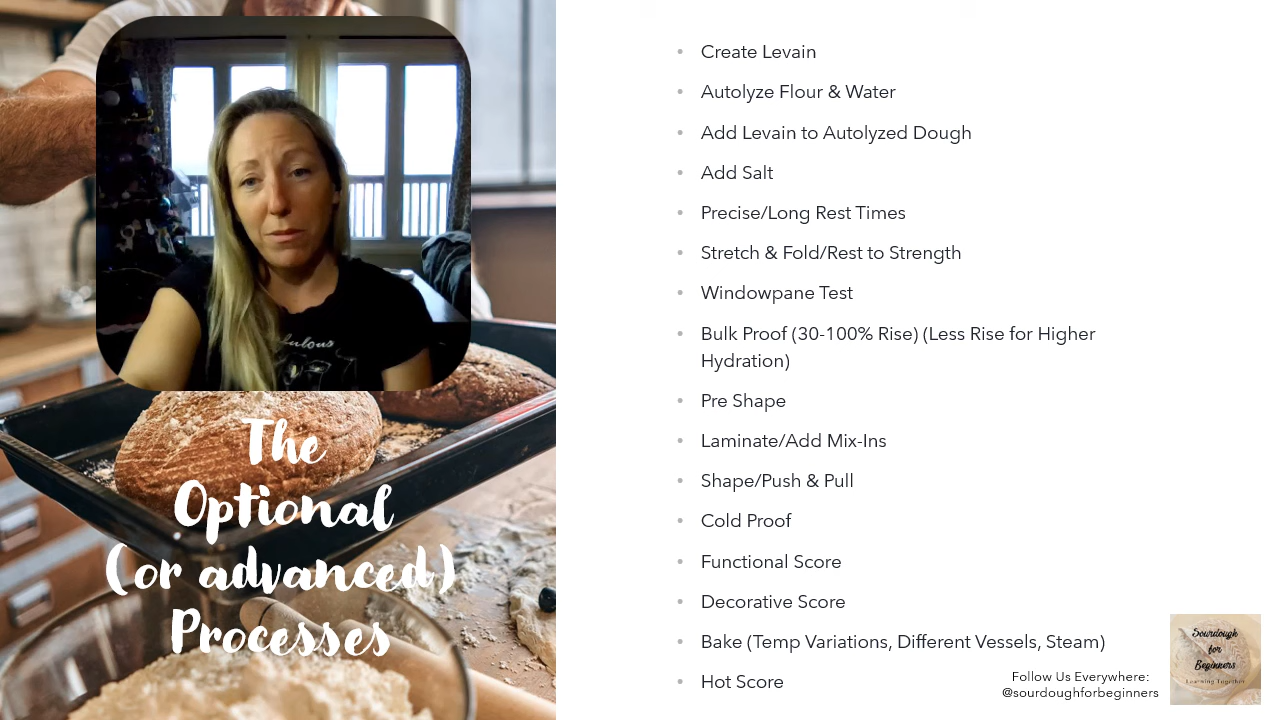 The
Optional
(or advanced)
Processes
Create Levain
Autolyze Flour & Water
Add Levain to Autolyzed Dough
Add Salt
Precise/Long Rest Times
Stretch & Fold/Rest to Strength
Windowpane Test
Bulk Proof (30-100% Rise) (Less Rise for Higher
Hydration)
Pre Shape
Laminate/Add Mix-Ins
Shape/Push & Pull
Cold Proof
Functional Score
Decorative Score
Bake (Temp Variations, Different Vessels, Steam)
Hot Score
Follow Us Everywhere:
@sourdoughforbeginners
Sourdough
for
Beginners
Learning Together